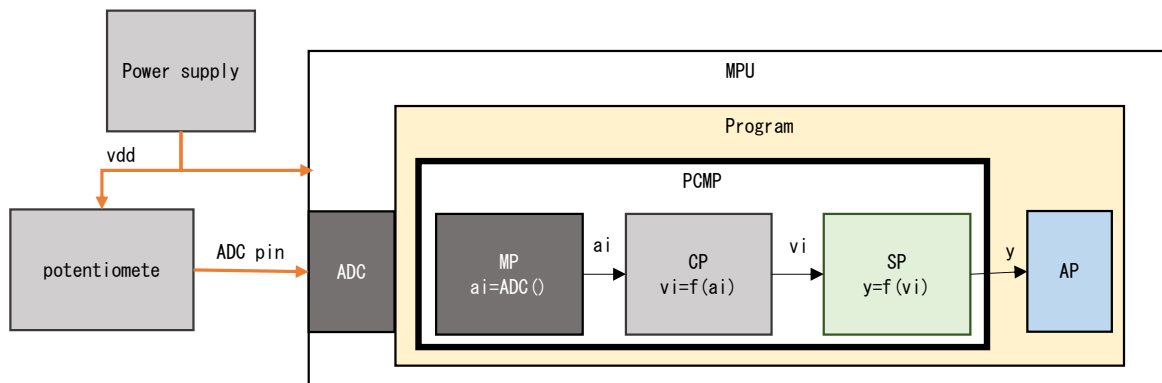 Power supply
MPU
Program
vdd
PCMP
potentiomete
ADC pin
ADC
MP
ai=ADC()
ai
CP
vi=f(ai)
vi
SP
y=f(vi)
y
AP